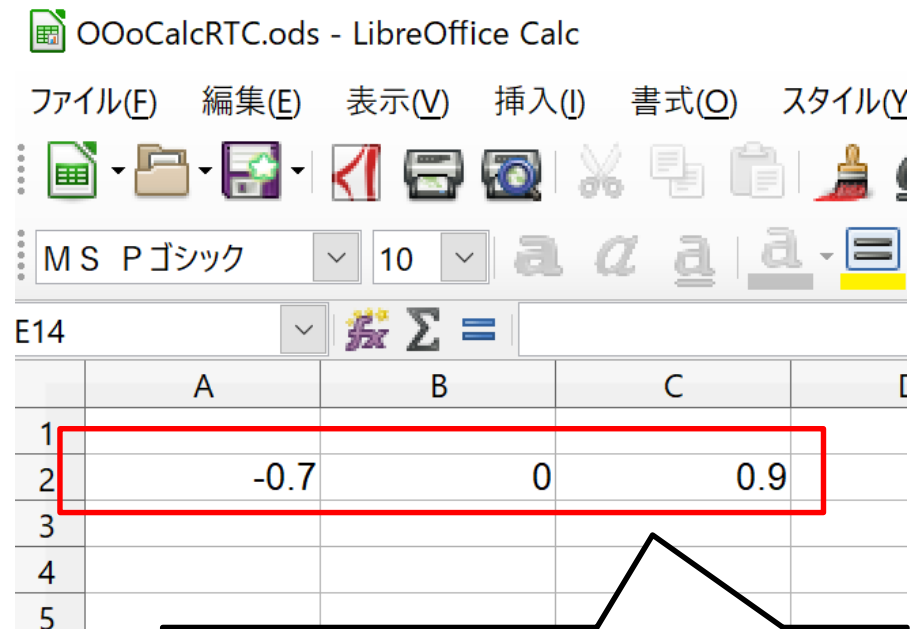 OOoCalcRTC.ods - LibreOffice Calc
ファイル(F) 編集(E) 表示(V) 挿入(I) 書式(O) スタイル(Y
ＭＳ Ｐゴシック 10
E14
A B C
1
2 -0.7 0 0.9
3
4
5